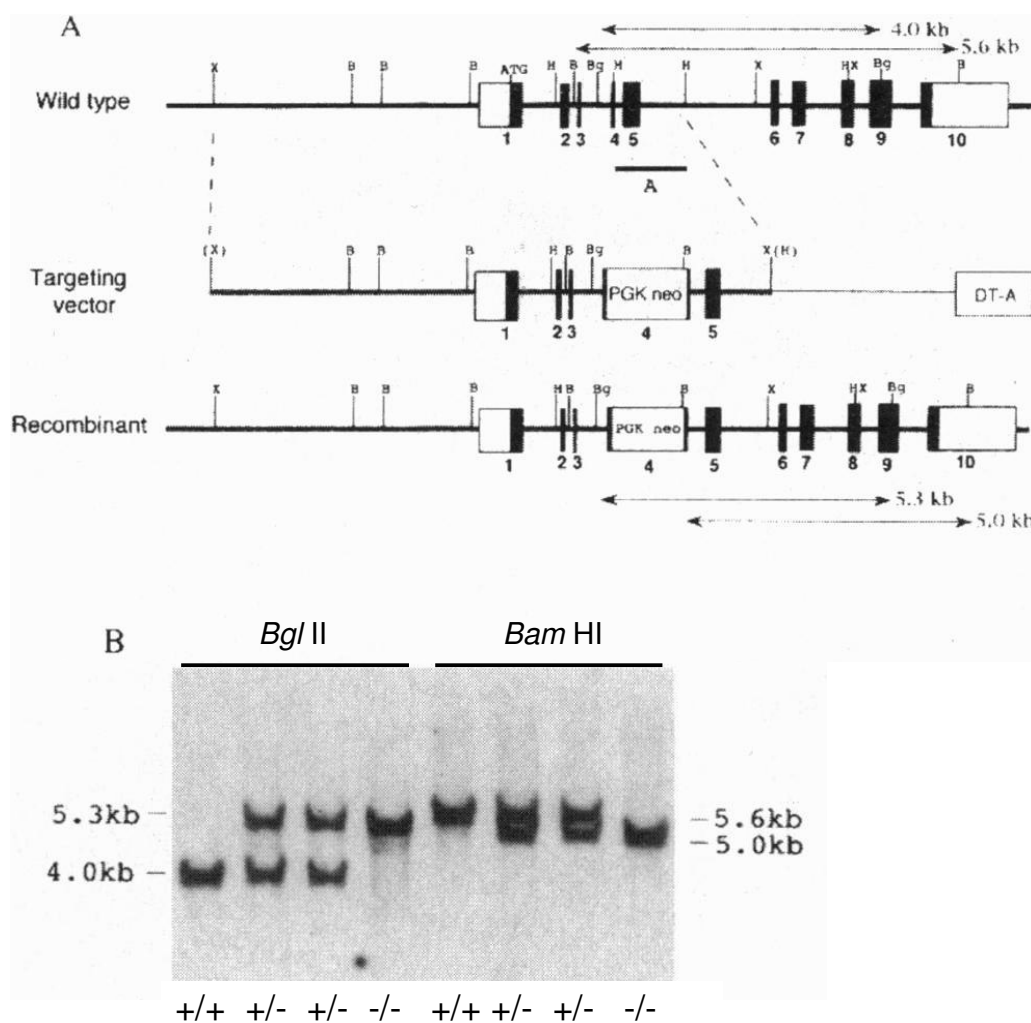 A
4.0 kb
5.6 kb
X B B B ATG H B Bg H H X HX Bg B
Wild type
1 2 3 4 5 6 7 8 9 10
A
(X) B B B H B Bg B X(H)
Targeting
vector
PGK neo
DT-A
1 2 3 4 5
X B B B H B Bg B X HX Bg B
Recombinant
PGK neo
1 2 3 4 5 6 7 8 9 10
5.3 kb
5.0 kb
B
Bgl II Bam HI
5.3kb
4.0kb
5.6kb
5.0kb
+/+ +/- +/- -/- +/+ +/- +/- -/-